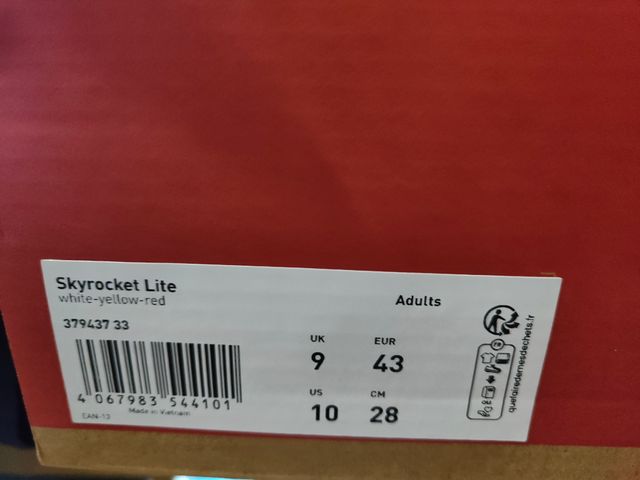 Skyrocket Lite
white-yellow-red
Adults
379437 33
UK
9
EUR
43
US
10
CM
28
4 067983 544101
EAN-13
Made in Vietnam
FR
quefairedemesdechets.fr